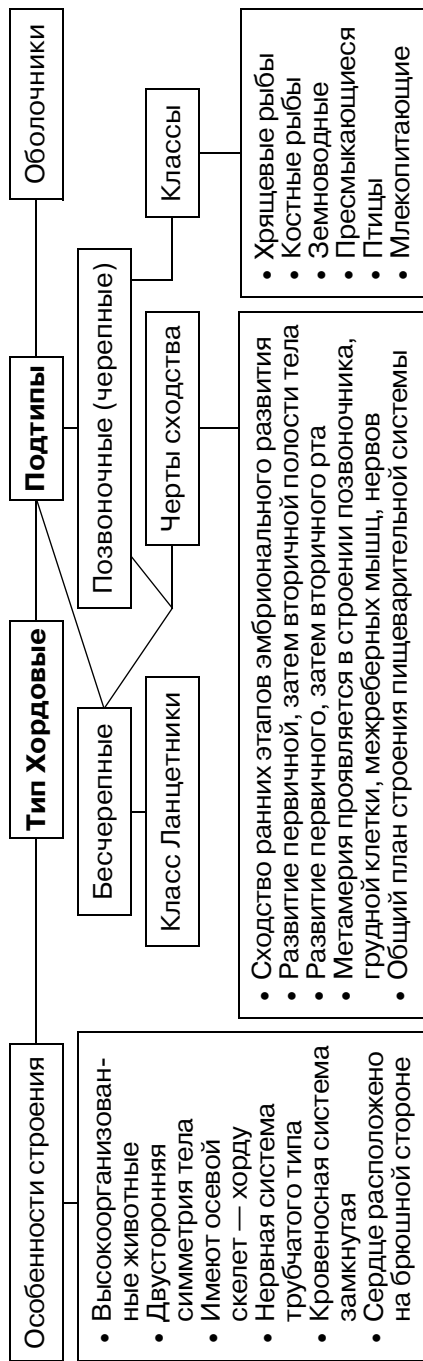 Особенности строения
Тип Хордовые
Подтипы
Оболочники
• Высокоорганизован-
ные животные
• Двусторонняя
симметрия тела
• Имеют осевой
скелет — хорду
• Нервная система
трубчатого типа
• Кровеносная система
замкнутая
• Сердце расположено
на брюшной стороне
Бесчерепные
Позвоночные (черепные)
Класс Ланцетники
Черты сходства
Классы
• Сходство ранних этапов эмбрионального развития
• Развитие первичной, затем вторичной полости тела
• Развитие первичного, затем вторичного рта
• Метамерия проявляется в строении позвоночника,
грудной клетки, межреберных мышц, нервов
• Общий план строения пищеварительной системы
• Хрящевые рыбы
• Костные рыбы
• Земноводные
• Пресмыкающиеся
• Птицы
• Млекопитающие